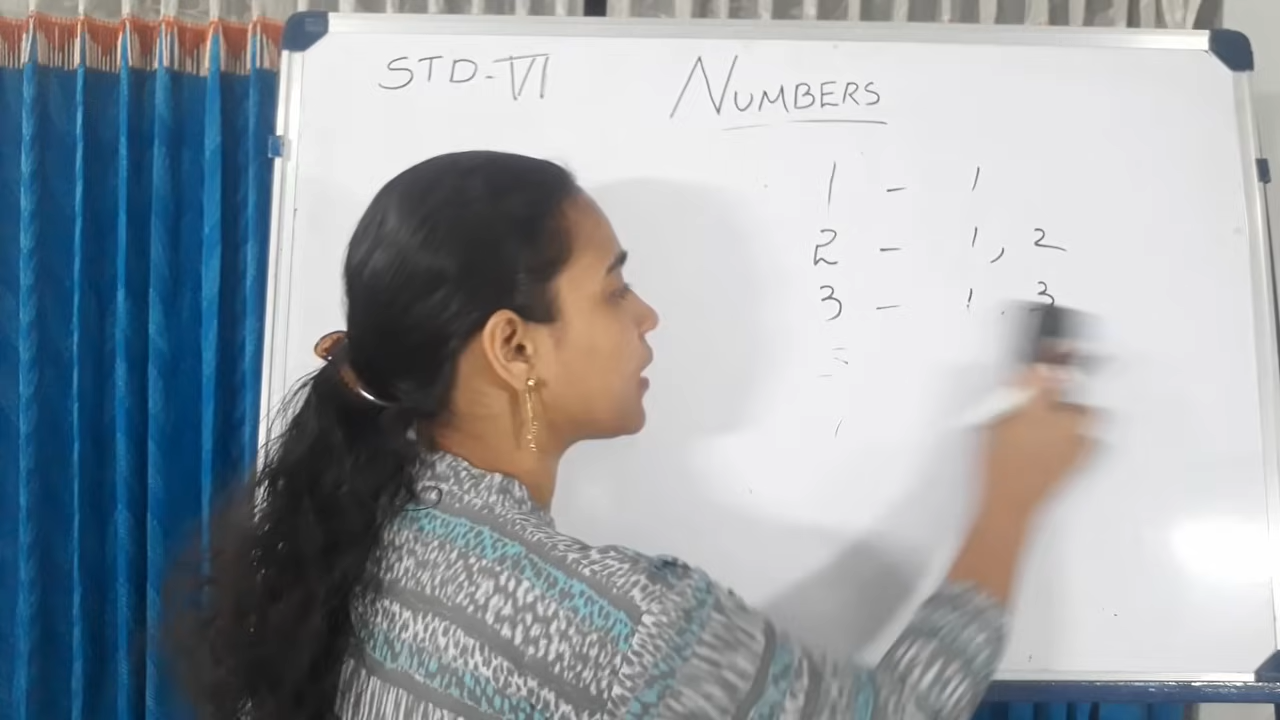 STD-VI
NUMBERS
1 - 1
2 - 1, 2
3 - 1, 3